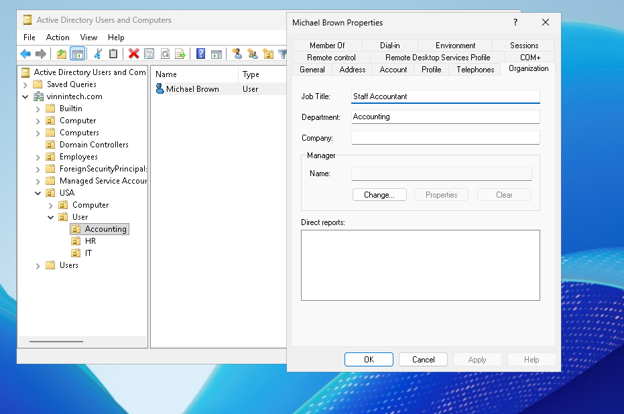 Active Directory Users and Computers
File Action View Help
Active Directory Users and Com
Saved Queries
vinnintech.com
Builtin
Computer
Computers
Domain Controllers
Employees
ForeignSecurityPrincipal:
Managed Service Accour
USA
Computer
User
Accounting
HR
IT
Users
Name Type
Michael Brown User
Michael Brown Properties ? X
Member Of Dial-in Environment Sessions
Remote control Remote Desktop Services Profile COM+
General Address Account Profile Telephones Organization
Job Title: Staff Accountant
Department: Accounting
Company:
Manager
Name:
Change... Properties Clear
Direct reports:
OK Cancel Apply Help